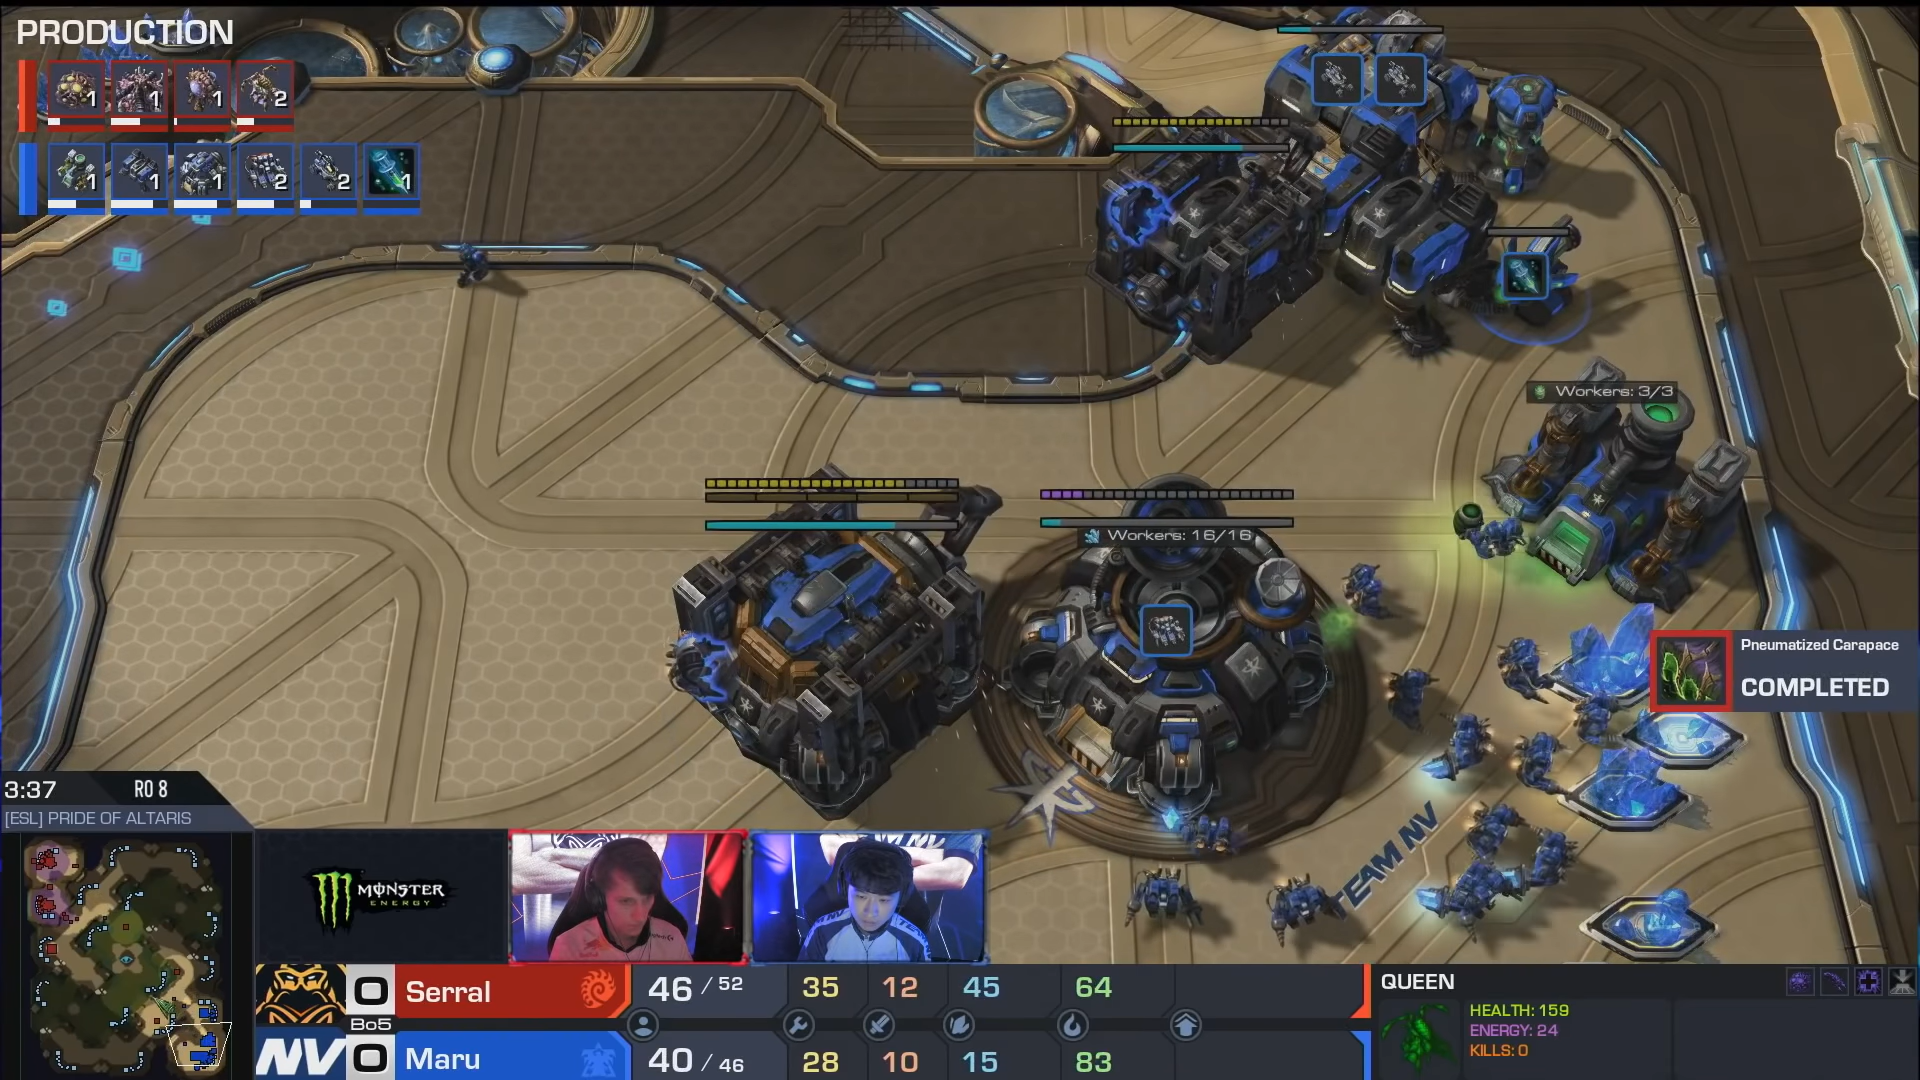 PRODUCTION
1 1 1 2
1 1 1 2 2 1
Workers: 3/3
Workers: 16/16
Pneumatized Carapace
COMPLETED
3:37 RO 8
[ESL] PRIDE OF ALTARIS
TEAM NV
MONSTER
ENERGY
0 Serral 46 / 52 35 12 45 64
Bo5
NV 0 Maru 40 / 46 28 10 15 83
QUEEN
HEALTH: 159
ENERGY: 24
KILLS: 0